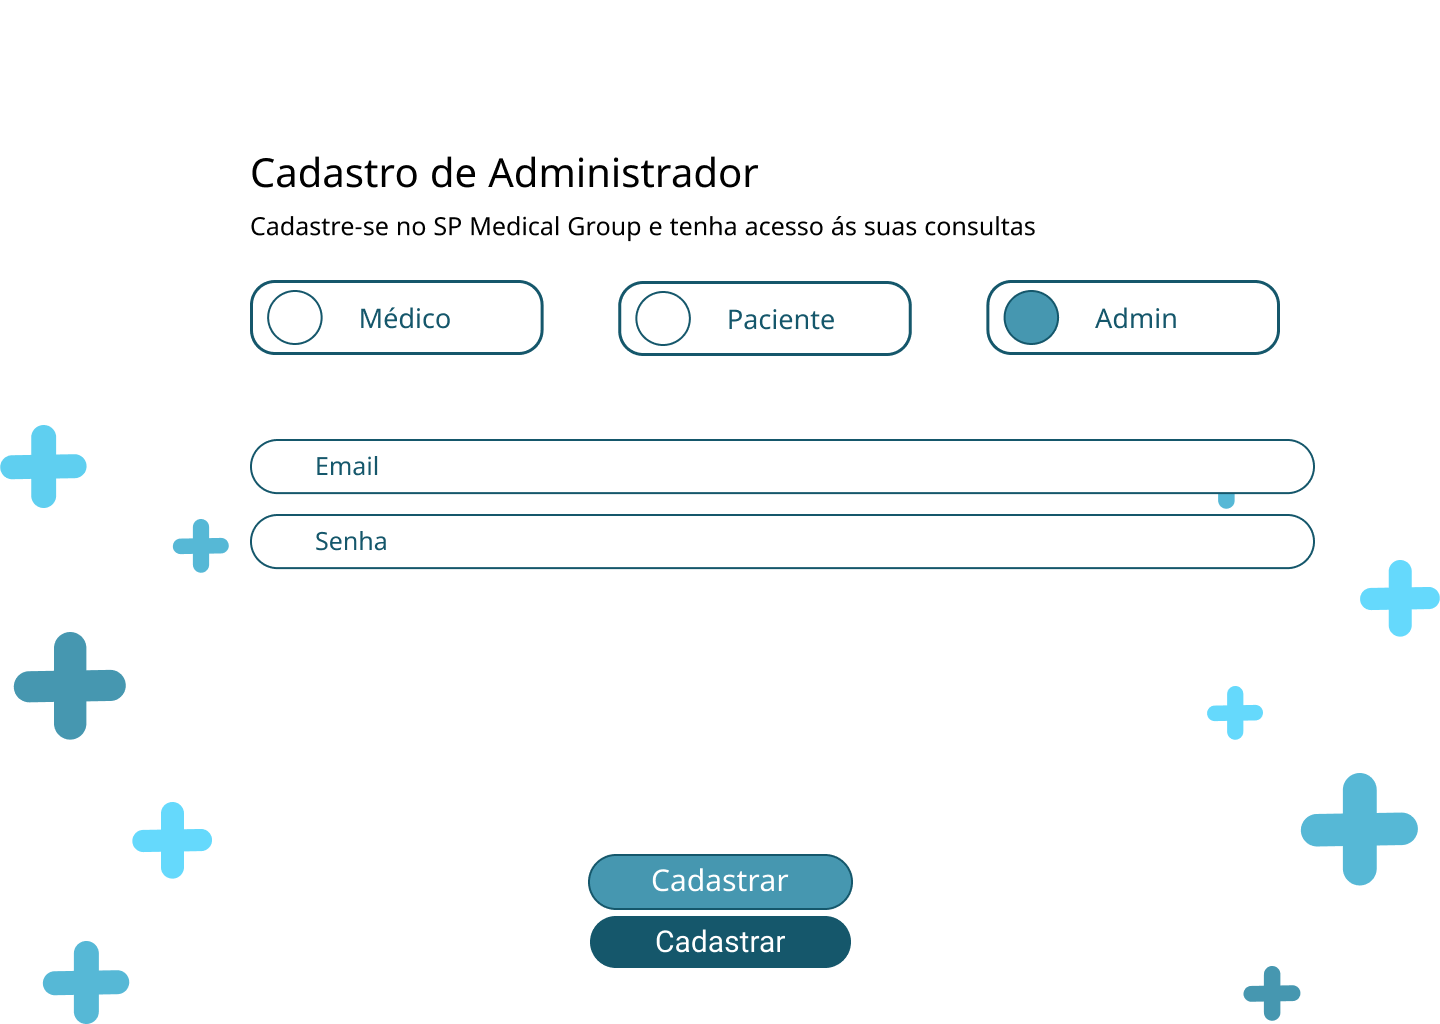 Cadastro de Administrador
Cadastre-se no SP Medical Group e tenha acesso ás suas consultas
Médico
Paciente
Admin
Email
Senha
Cadastrar
Cadastrar